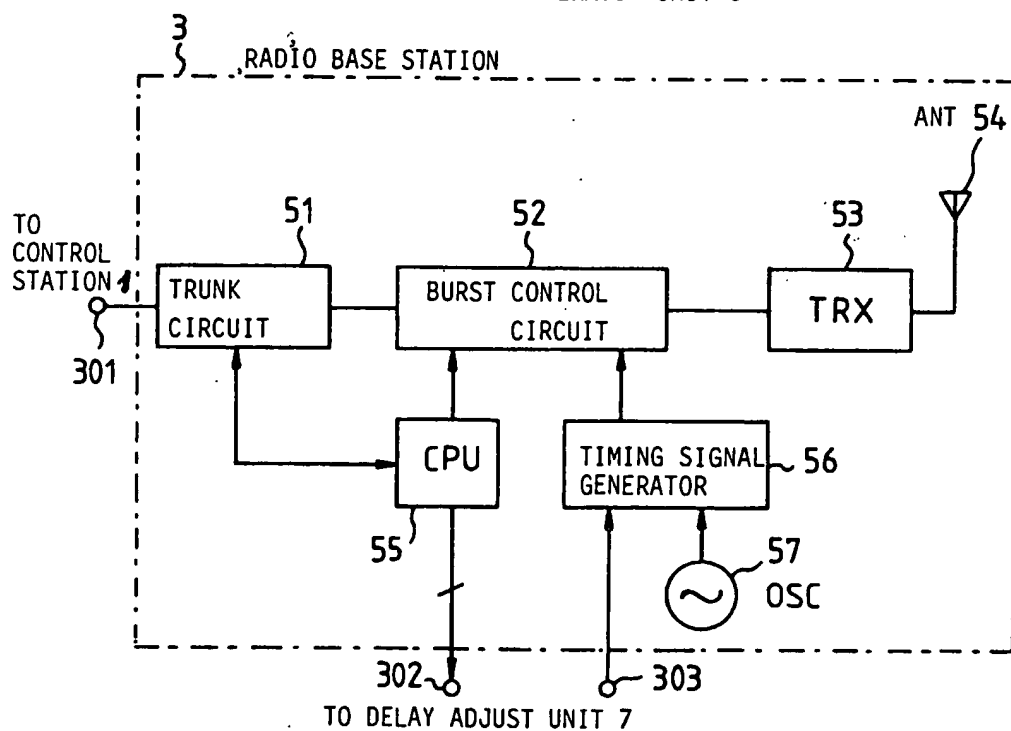 3
RADIO BASE STATION
ANT 54
TO
CONTROL
STATION 1
301
51
TRUNK
CIRCUIT
52
BURST CONTROL
CIRCUIT
53
TRX
CPU
55
TIMING SIGNAL
GENERATOR
56
57
OSC
302
303
TO DELAY ADJUST UNIT 7